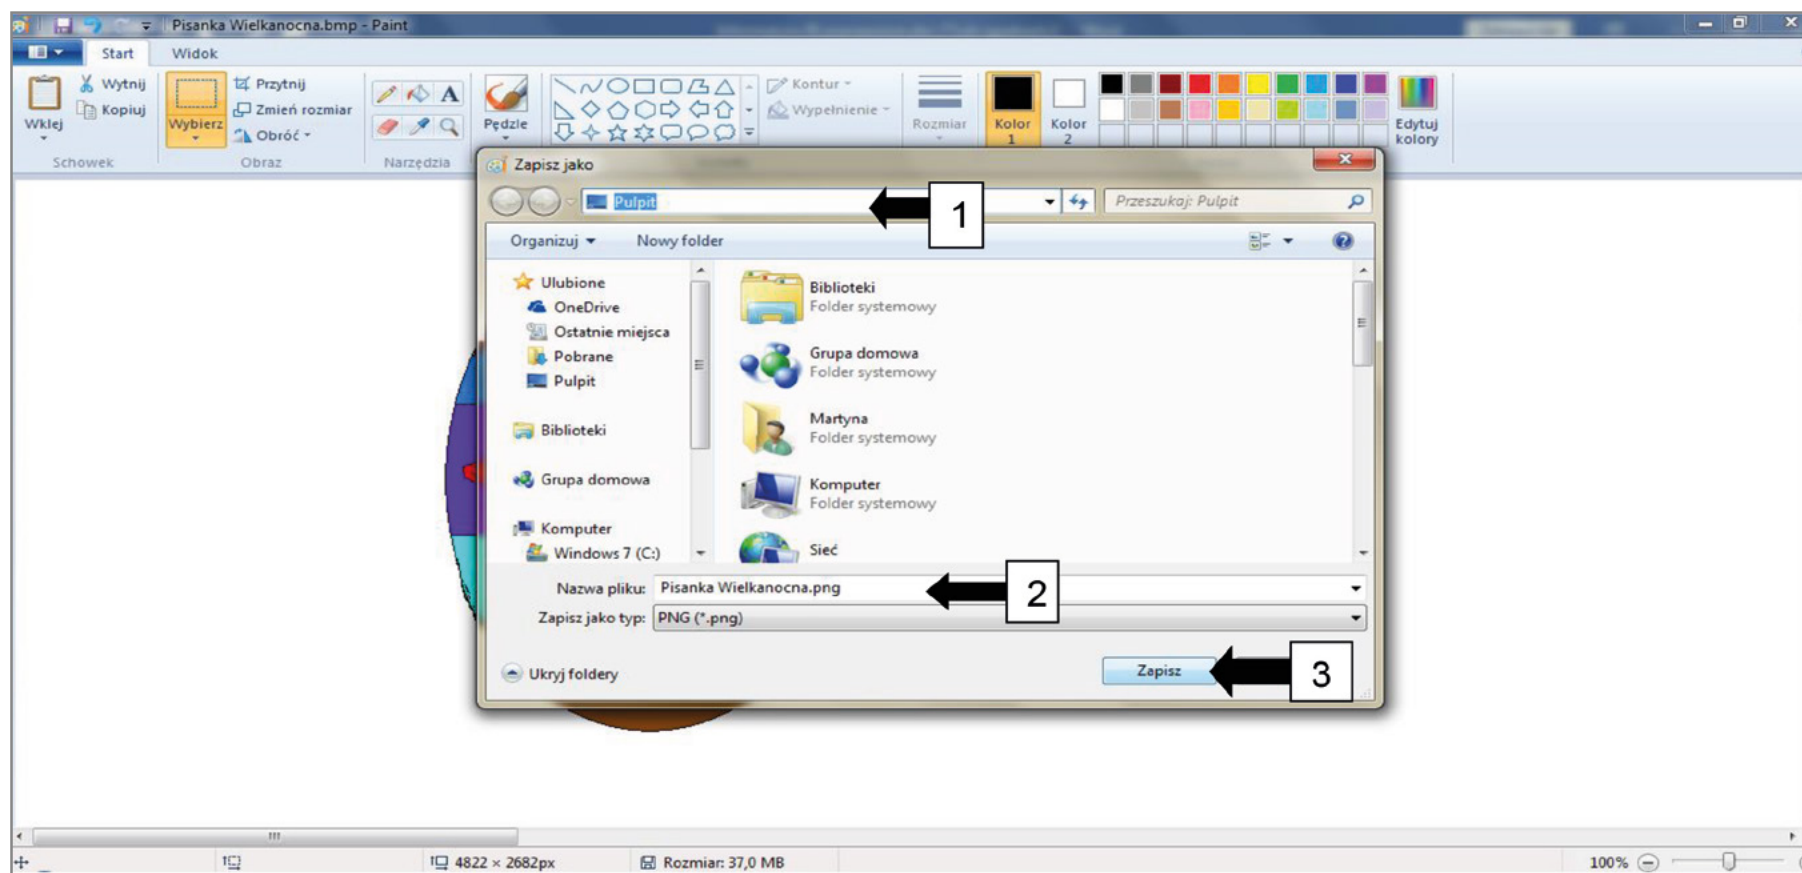 Pisanka Wielkanocna.bmp - Paint
Start Widok
Wklej
Wytnij
Kopiuj
Schowek
Wybierz
Przytnij
Zmień rozmiar
Obróć
Obraz
A
Narzędzia
Pędzle
Kontur
Wypełnienie
Rozmiar
Kolor 1
Kolor 2
Edytuj kolory
Zapisz jako
Pulpit
1
Przeszukaj: Pulpit
Organizuj Nowy folder
Ulubione
OneDrive
Ostatnie miejsca
Pobrane
Pulpit
Biblioteki
Grupa domowa
Komputer
Windows 7 (C:)
Biblioteki
Folder systemowy
Grupa domowa
Folder systemowy
Martyna
Folder systemowy
Komputer
Folder systemowy
Sieć
Nazwa pliku: Pisanka Wielkanocna.png
2
Zapisz jako typ: PNG (*.png)
Ukryj foldery
Zapisz
3
4822 × 2682px
Rozmiar: 37,0 MB
100%